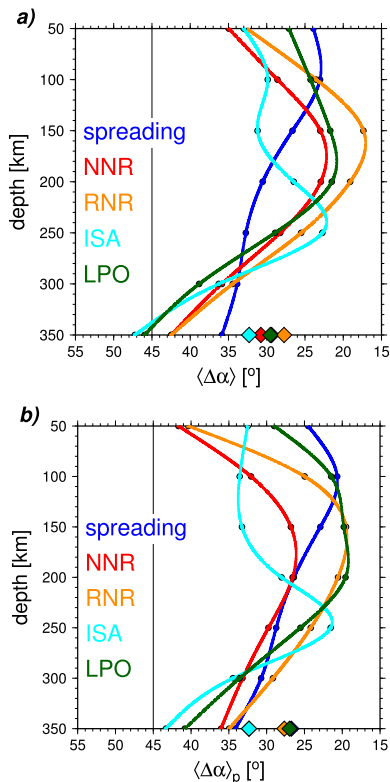 a)
50
100
150
200
250
300
350
depth [km]
spreading
NNR
RNR
ISA
LPO
55 50 45 40 35 30 25 20 15
⟨Δα⟩ [º]
b)
50
100
150
200
250
300
350
depth [km]
spreading
NNR
RNR
ISA
LPO
55 50 45 40 35 30 25 20 15
⟨Δα⟩p [º]